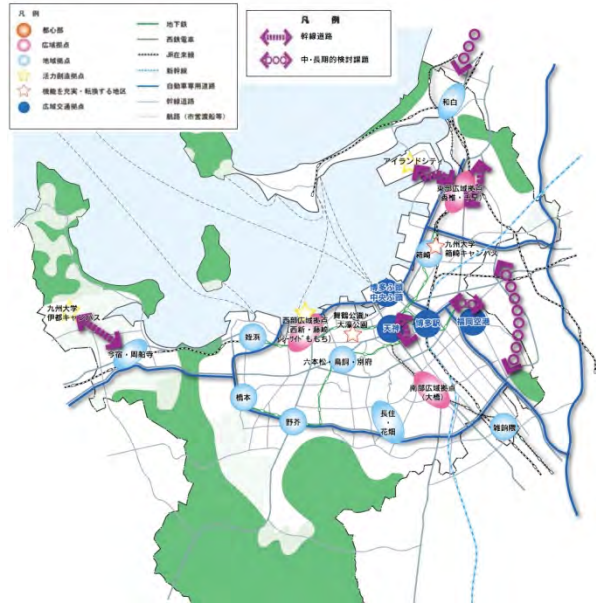 凡例
都心部
広域拠点
地域拠点
活力創造拠点
機能を充実・転換する地区
広域交通拠点
地下鉄
西鉄電車
JR在来線
新幹線
自動車専用道路
幹線道路
航路（市営渡船等）
凡 例
幹線道路
中・長期的検討課題
和白
アイランドシティ
東部広域拠点
香椎・千早
九州大学
箱崎キャンパス
箱崎
博多ふ頭
中央ふ頭
九州大学
伊都キャンパス
今宿・周船寺
姪浜
西部広域拠点
西新・藤崎
(シーサイドももち)
舞鶴公園・
大濠公園
天神
博多駅
福岡空港
六本松・鳥飼・別府
橋本
野芥
長住
・
花畑
南部広域拠点
(大橋)
雑餉隈